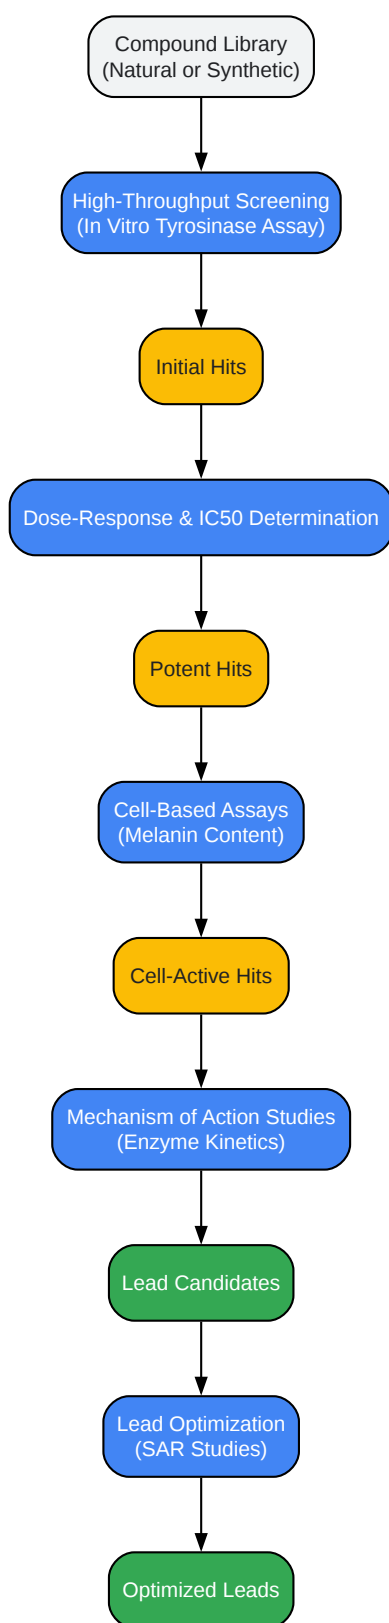 Compound Library
(Natural or Synthetic)
High-Throughput Screening
(In Vitro Tyrosinase Assay)
Initial Hits
Dose-Response & IC50 Determination
Potent Hits
Cell-Based Assays
(Melanin Content)
Cell-Active Hits
Mechanism of Action Studies
(Enzyme Kinetics)
Lead Candidates
Lead Optimization
(SAR Studies)
Optimized Leads